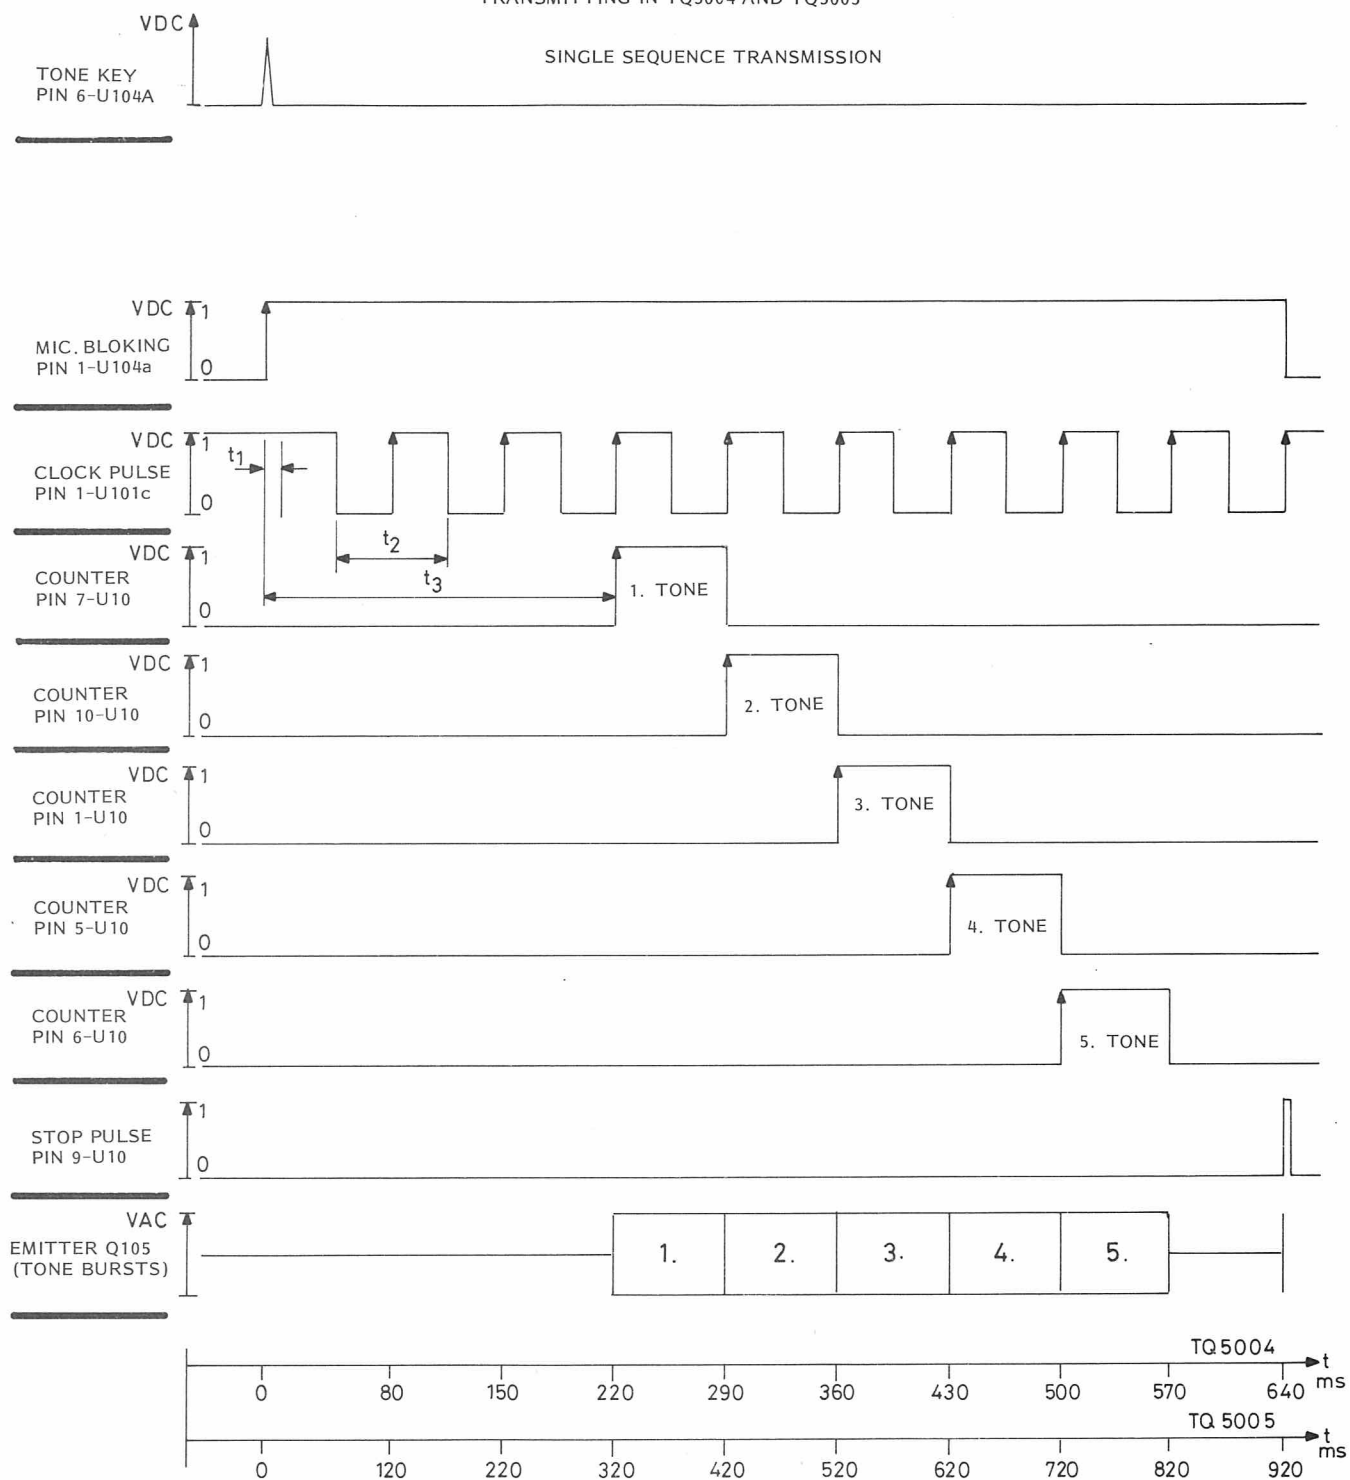 TRANSMITTING IN TQ5004 AND TQ5005
SINGLE SEQUENCE TRANSMISSION
VDC
TONE KEY
PIN 6-U104A
VDC 1
MIC. BLOKING
PIN 1-U104a
0
VDC 1
CLOCK PULSE
PIN 1-U101c
0
t1
t2
t3
VDC 1
COUNTER
PIN 7-U10
0
1. TONE
VDC 1
COUNTER
PIN 10-U10
0
2. TONE
VDC 1
COUNTER
PIN 1-U10
0
3. TONE
VDC 1
COUNTER
PIN 5-U10
0
4. TONE
VDC 1
COUNTER
PIN 6-U10
0
5. TONE
1
STOP PULSE
PIN 9-U10
0
VAC
EMITTER Q105
(TONE BURSTS)
1. 2. 3. 4. 5.
TQ5004
t
ms
0 80 150 220 290 360 430 500 570 640
TQ 5005
t
ms
0 120 220 320 420 520 620 720 820 920